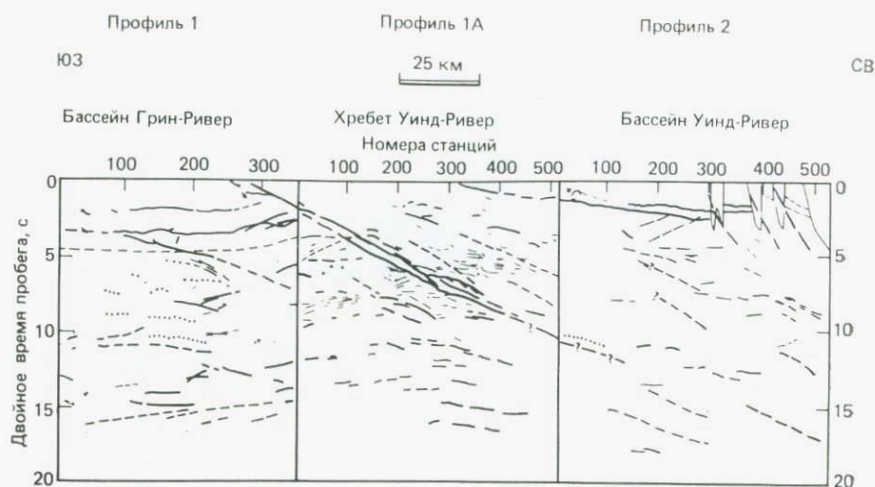 Профиль 1 Профиль 1А Профиль 2
ЮЗ 25 км СВ
Бассейн Грин-Ривер Хребет Уинд-Ривер Бассейн Уинд-Ривер
Номера станций
100 200 300 100 200 300 400 500 100 200 300 400 500
0 0
5 5
10 10
15 15
20 20
Двойное время пробега, с